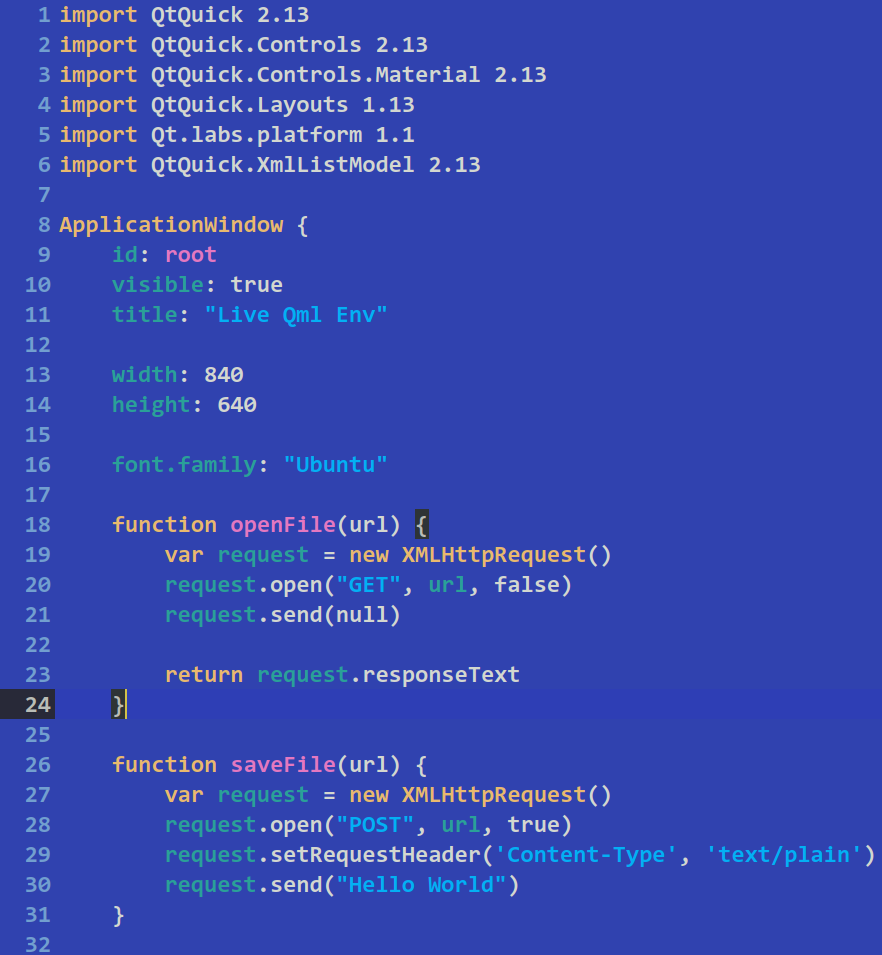 1 import QtQuick 2.13
2 import QtQuick.Controls 2.13
3 import QtQuick.Controls.Material 2.13
4 import QtQuick.Layouts 1.13
5 import Qt.labs.platform 1.1
6 import QtQuick.XmlListModel 2.13
7
8 ApplicationWindow {
9     id: root
10     visible: true
11     title: "Live Qml Env"
12
13     width: 840
14     height: 640
15
16     font.family: "Ubuntu"
17
18     function openFile(url) {
19         var request = new XMLHttpRequest()
20         request.open("GET", url, false)
21         request.send(null)
22
23         return request.responseText
24     }
25
26     function saveFile(url) {
27         var request = new XMLHttpRequest()
28         request.open("POST", url, true)
29         request.setRequestHeader('Content-Type', 'text/plain')
30         request.send("Hello World")
31     }
32